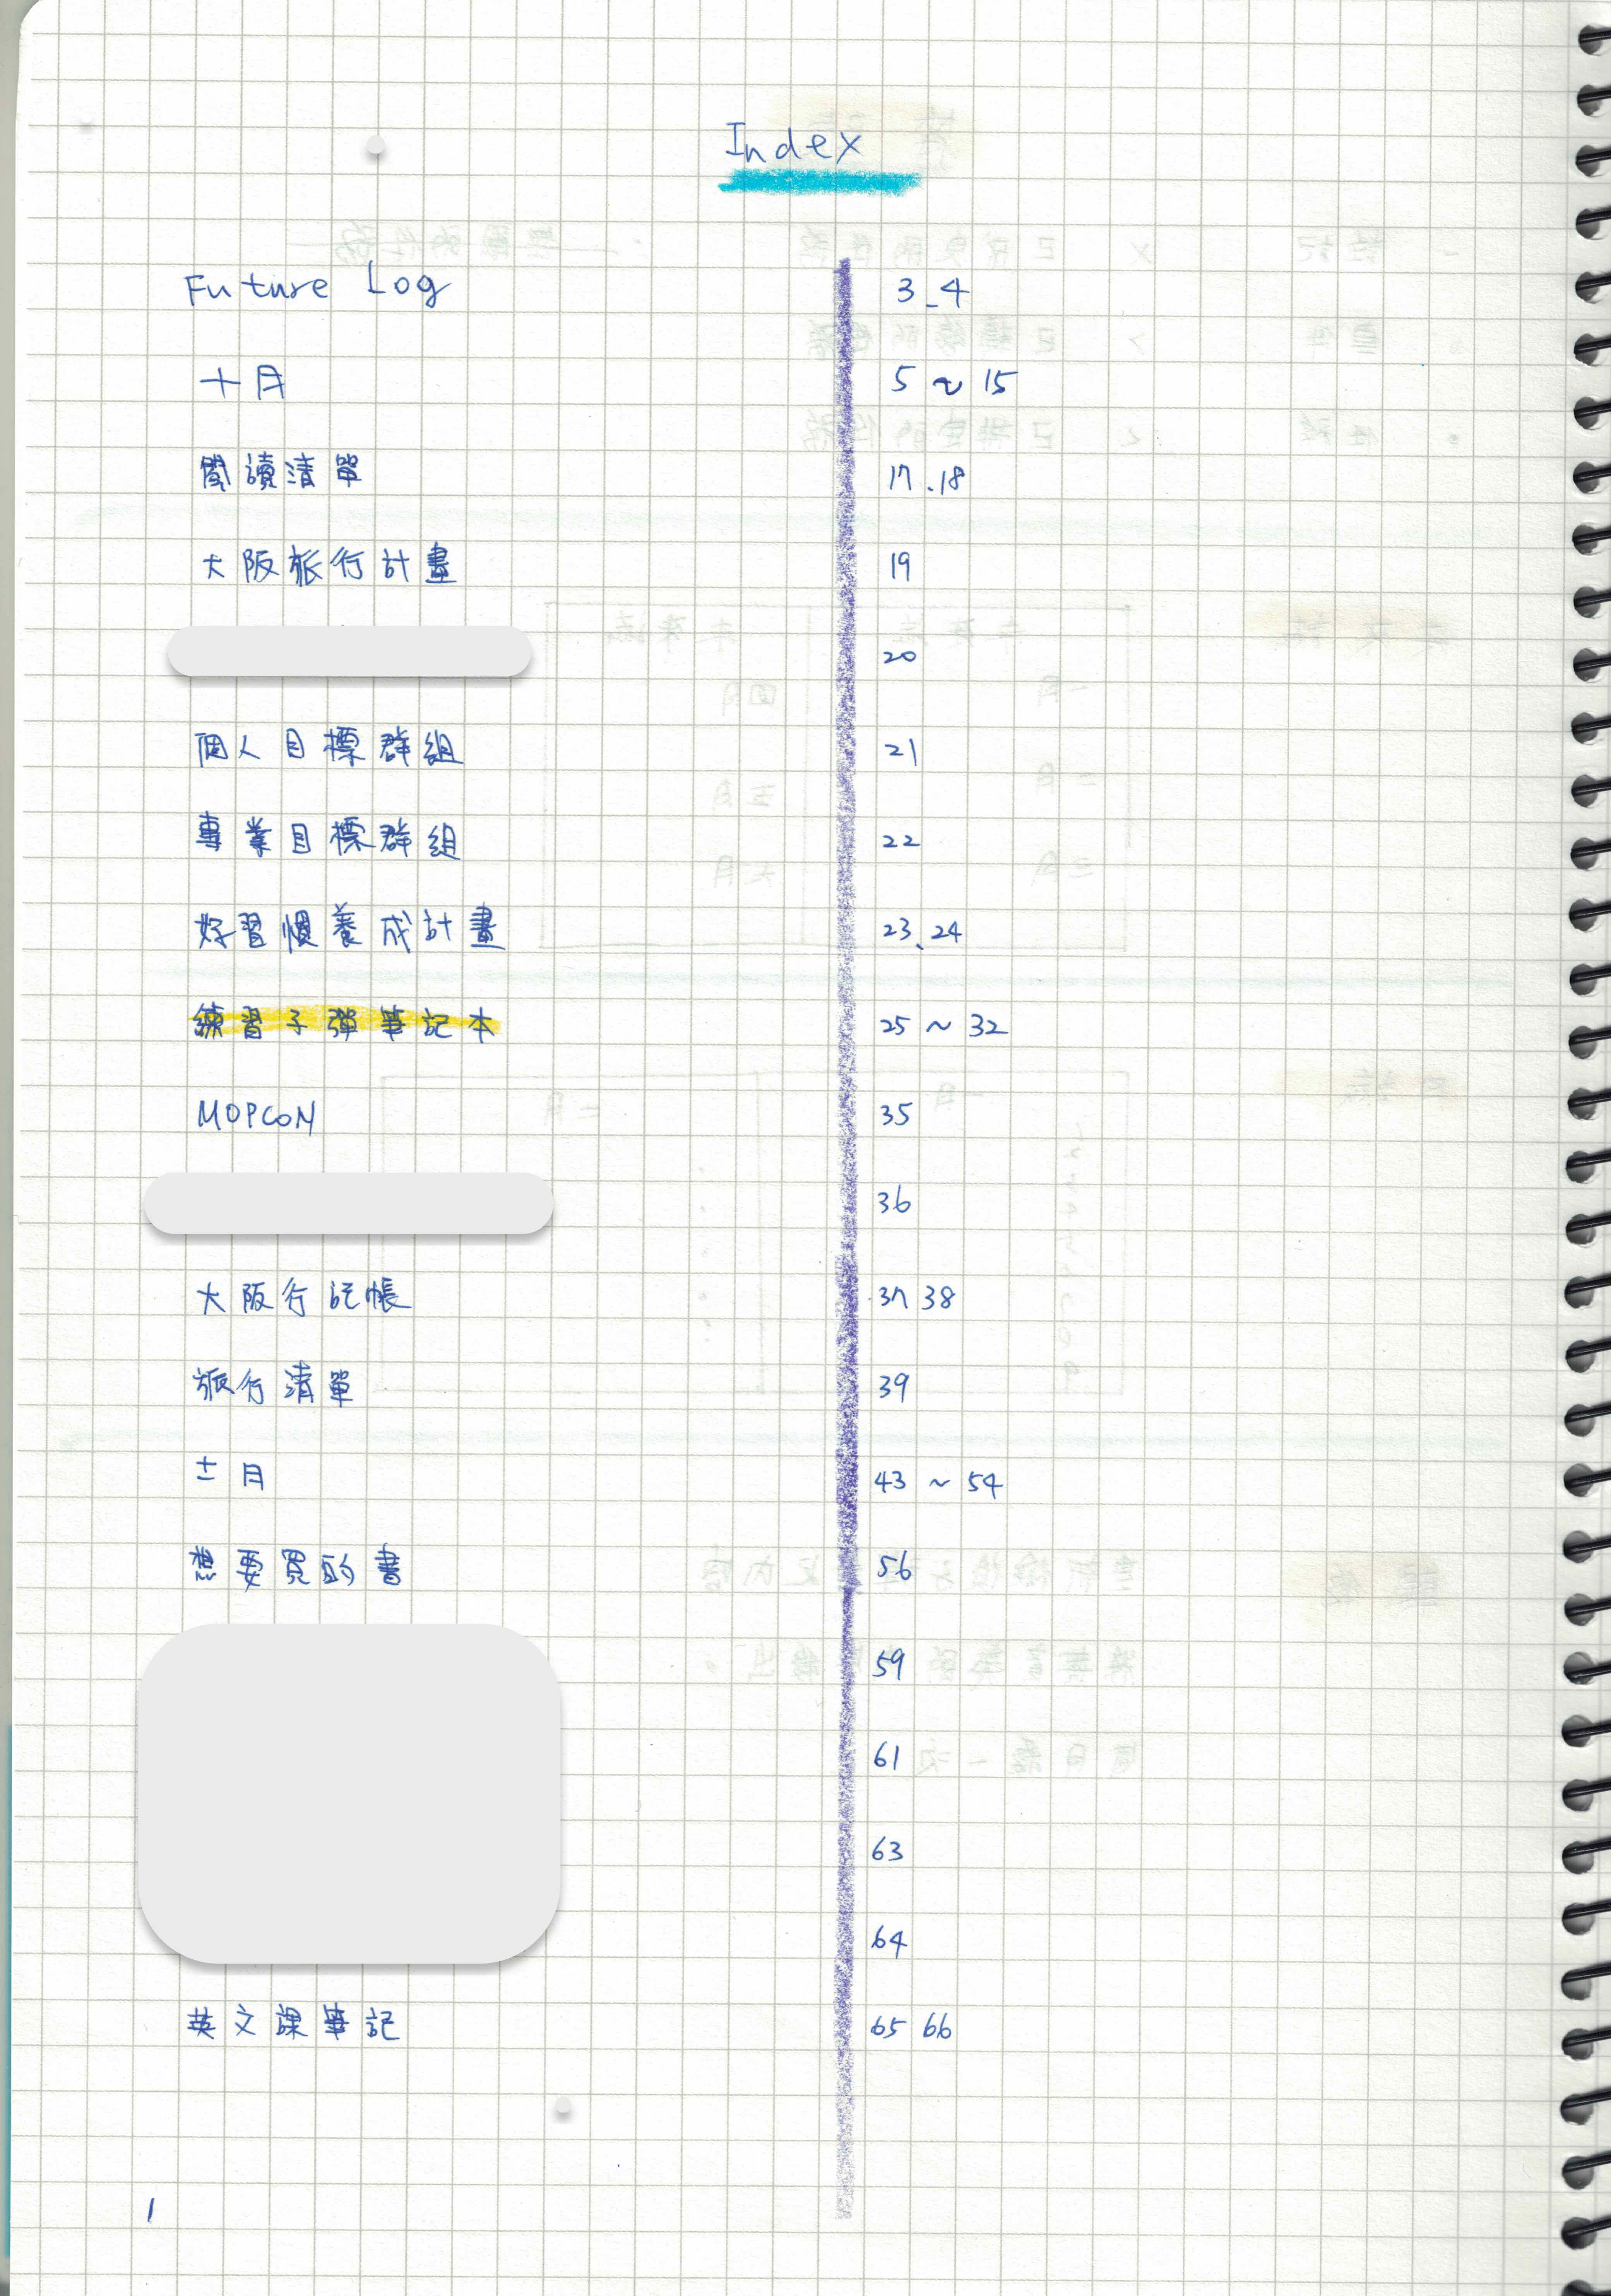 Index
Future Log 3、4
十月 5 ~ 15
閱讀清單 17、18
大阪旅行計畫 19
20
個人目標群組 21
專業目標群組 22
好習慣養成計畫 23、24
練習子彈筆記本 25 ~ 32
MOPCON 35
36
大阪行記帳 37 38
旅行清單 39
十一月 43 ~ 54
想要買的書 56
59
61
63
64
英文課筆記 65 66
1